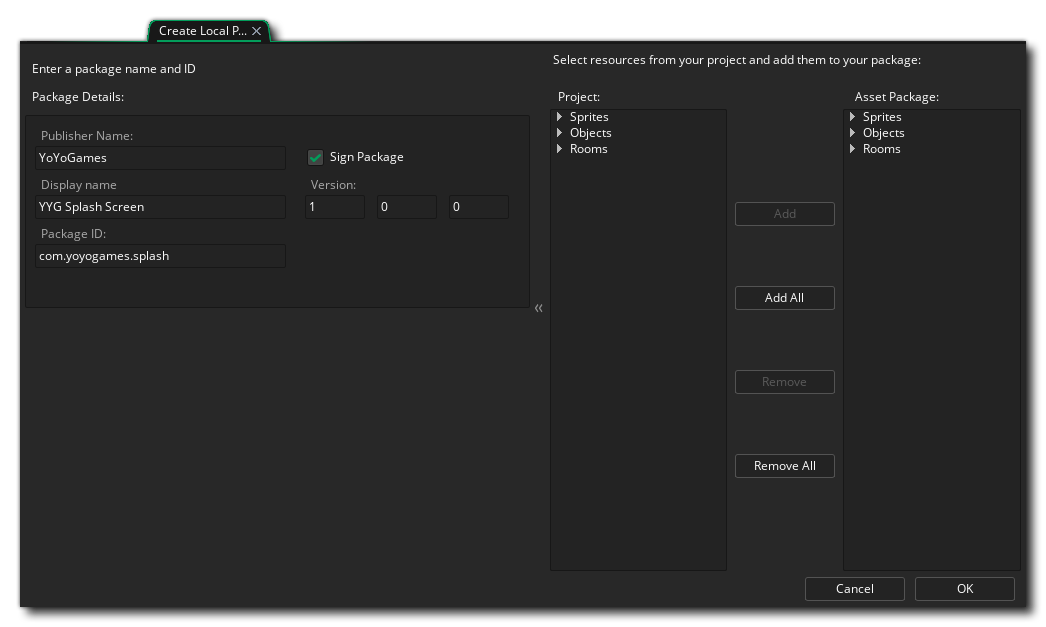 Create Local P...
Enter a package name and ID
Package Details:
Publisher Name:
YoYoGames
Sign Package
Display name
Version:
YYG Splash Screen
1 0 0
Package ID:
com.yoyogames.splash
Select resources from your project and add them to your package:
Project:
Sprites
Objects
Rooms
Add
Add All
Remove
Remove All
Asset Package:
Sprites
Objects
Rooms
Cancel
OK